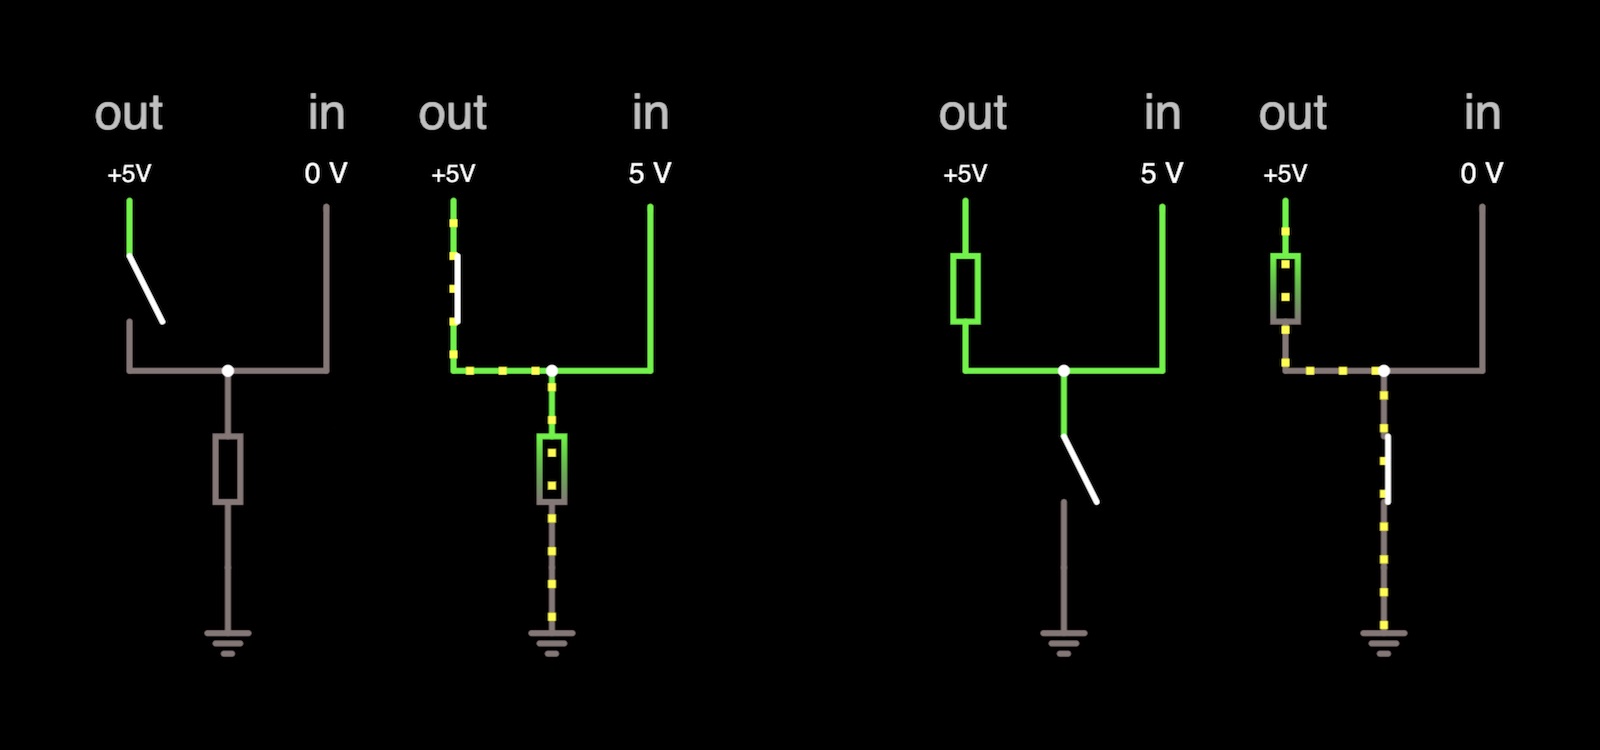 out in out in out in out in
+5V 0 V +5V 5 V +5V 5 V +5V 0 V